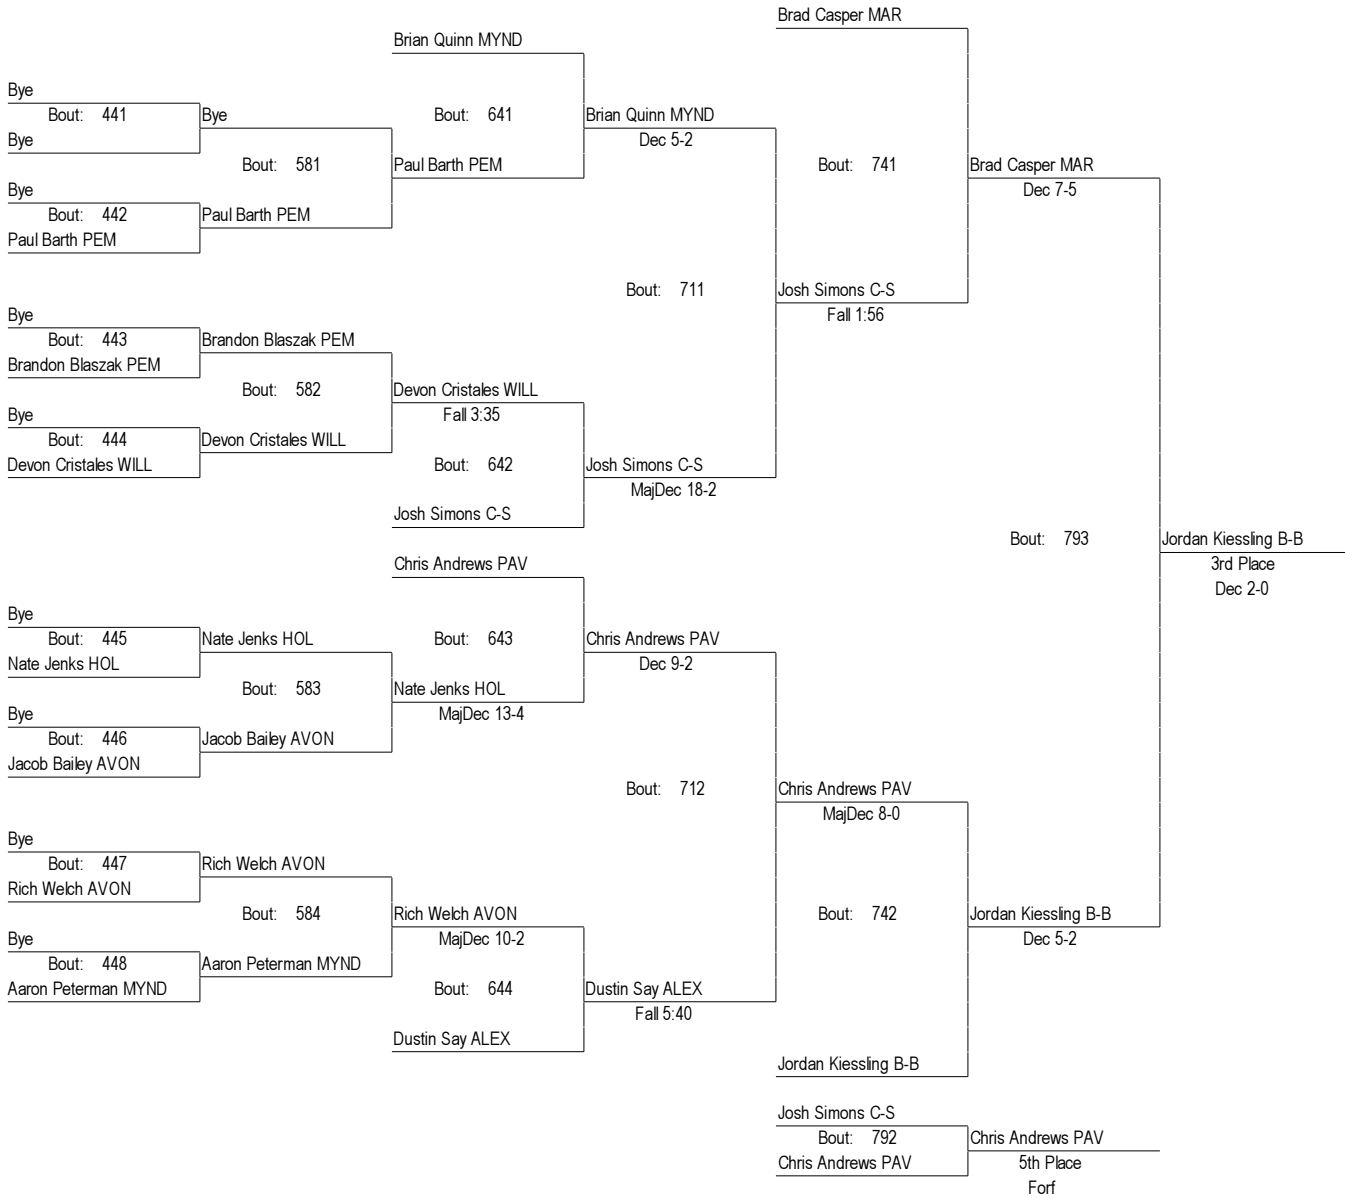 Brad Casper MAR
Brian Quinn MYND
Bye
Bout: 441
Bye
Bout: 641
Brian Quinn MYND
Bye
Dec 5-2
Bout: 581
Paul Barth PEM
Bout: 741
Brad Casper MAR
Bye
Dec 7-5
Bout: 442
Paul Barth PEM
Paul Barth PEM
Bout: 711
Josh Simons C-S
Bye
Fall 1:56
Bout: 443
Brandon Blaszak PEM
Brandon Blaszak PEM
Bout: 582
Devon Cristales WILL
Bye
Fall 3:35
Bout: 444
Devon Cristales WILL
Devon Cristales WILL
Bout: 642
Josh Simons C-S
MajDec 18-2
Josh Simons C-S
Bout: 793
Jordan Kiessling B-B
Chris Andrews PAV
3rd Place
Dec 2-0
Bye
Bout: 445
Nate Jenks HOL
Bout: 643
Chris Andrews PAV
Nate Jenks HOL
Dec 9-2
Bout: 583
Nate Jenks HOL
Bye
MajDec 13-4
Bout: 446
Jacob Bailey AVON
Jacob Bailey AVON
Bout: 712
Chris Andrews PAV
MajDec 8-0
Bye
Bout: 447
Rich Welch AVON
Rich Welch AVON
Bout: 584
Rich Welch AVON
Bout: 742
Jordan Kiessling B-B
Bye
MajDec 10-2
Dec 5-2
Bout: 448
Aaron Peterman MYND
Aaron Peterman MYND
Bout: 644
Dustin Say ALEX
Fall 5:40
Dustin Say ALEX
Jordan Kiessling B-B
Josh Simons C-S
Bout: 792
Chris Andrews PAV
Chris Andrews PAV
5th Place
Forf